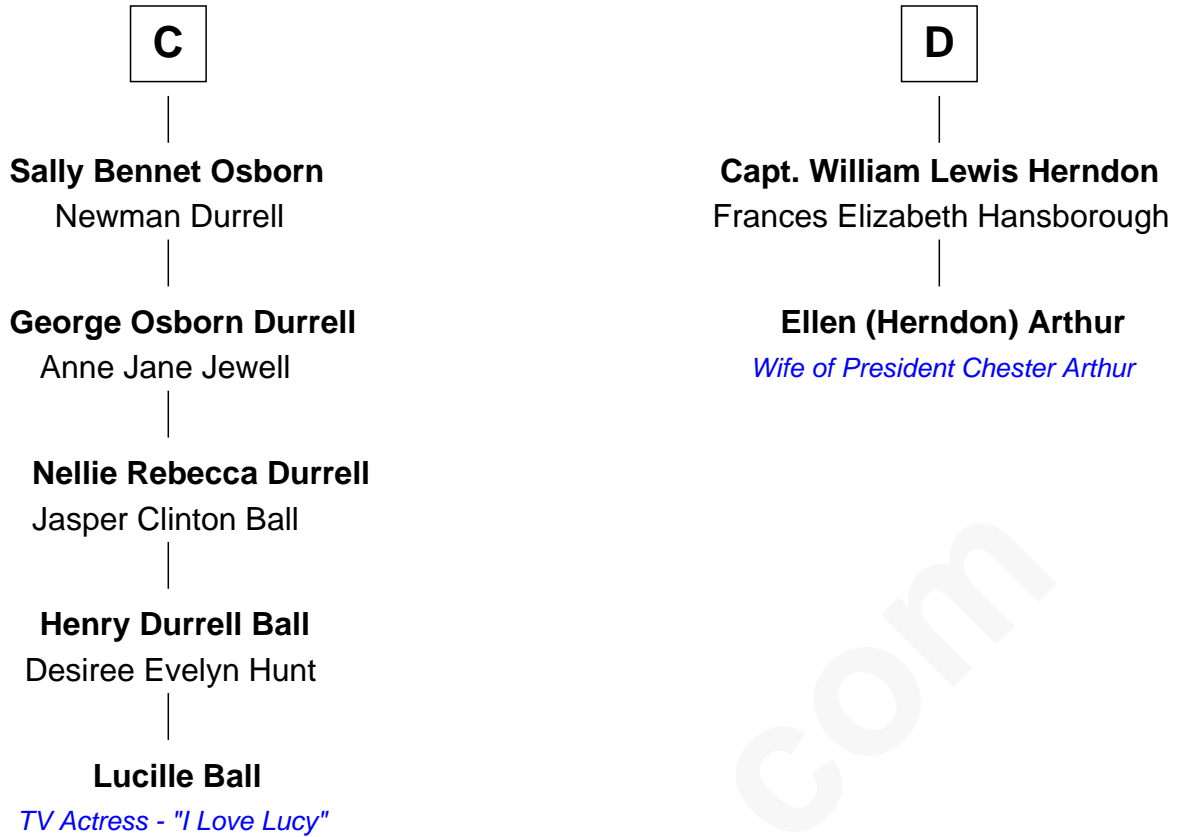 C
Sally Bennet Osborn
Newman Durrell
George Osborn Durrell
Anne Jane Jewell
Nellie Rebecca Durrell
Jasper Clinton Ball
Henry Durrell Ball
Desiree Evelyn Hunt
Lucille Ball
TV Actress - "I Love Lucy"
D
Capt. William Lewis Herndon
Frances Elizabeth Hansborough
Ellen (Herndon) Arthur
Wife of President Chester Arthur
com